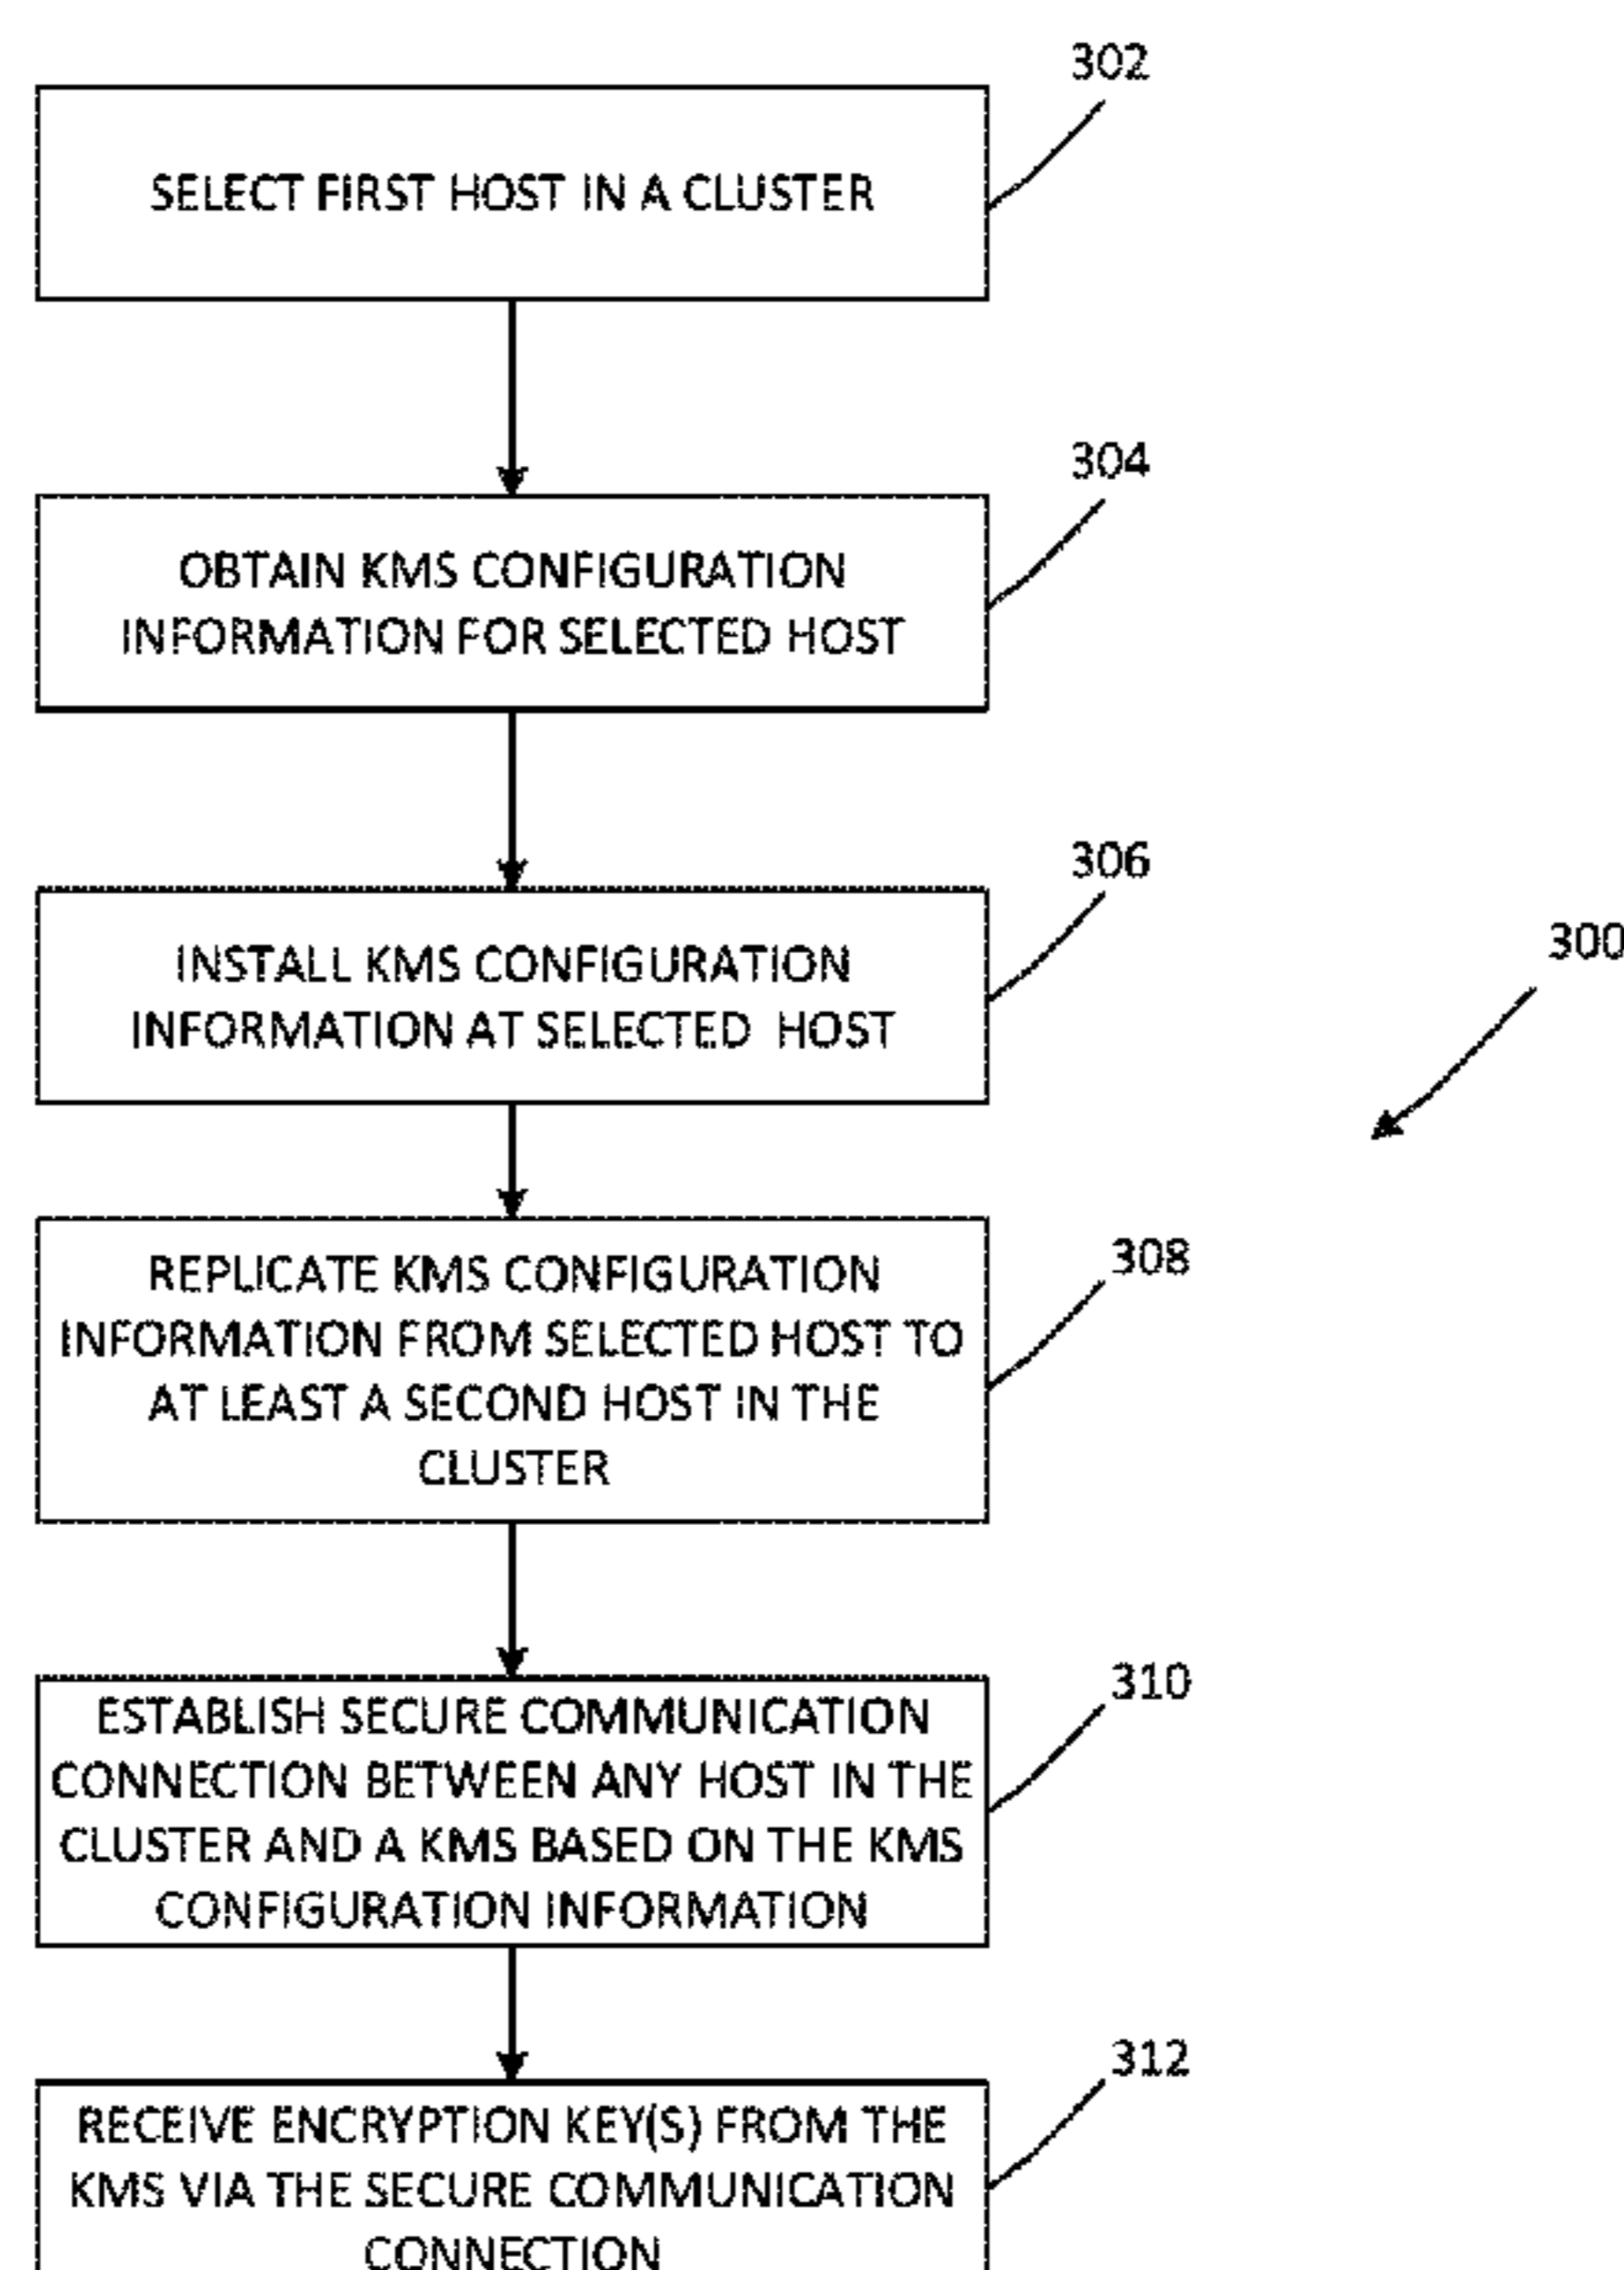 302
SELECT FIRST HOST IN A CLUSTER
304
OBTAIN KMS CONFIGURATION
INFORMATION FOR SELECTED HOST
306
INSTALL KMS CONFIGURATION
INFORMATION AT SELECTED HOST
300
308
REPLICATE KMS CONFIGURATION
INFORMATION FROM SELECTED HOST TO
AT LEAST A SECOND HOST IN THE
CLUSTER
310
ESTABLISH SECURE COMMUNICATION
CONNECTION BETWEEN ANY HOST IN THE
CLUSTER AND A KMS BASED ON THE KMS
CONFIGURATION INFORMATION
312
RECEIVE ENCRYPTION KEY(S) FROM THE
KMS VIA THE SECURE COMMUNICATION
CONNECTION